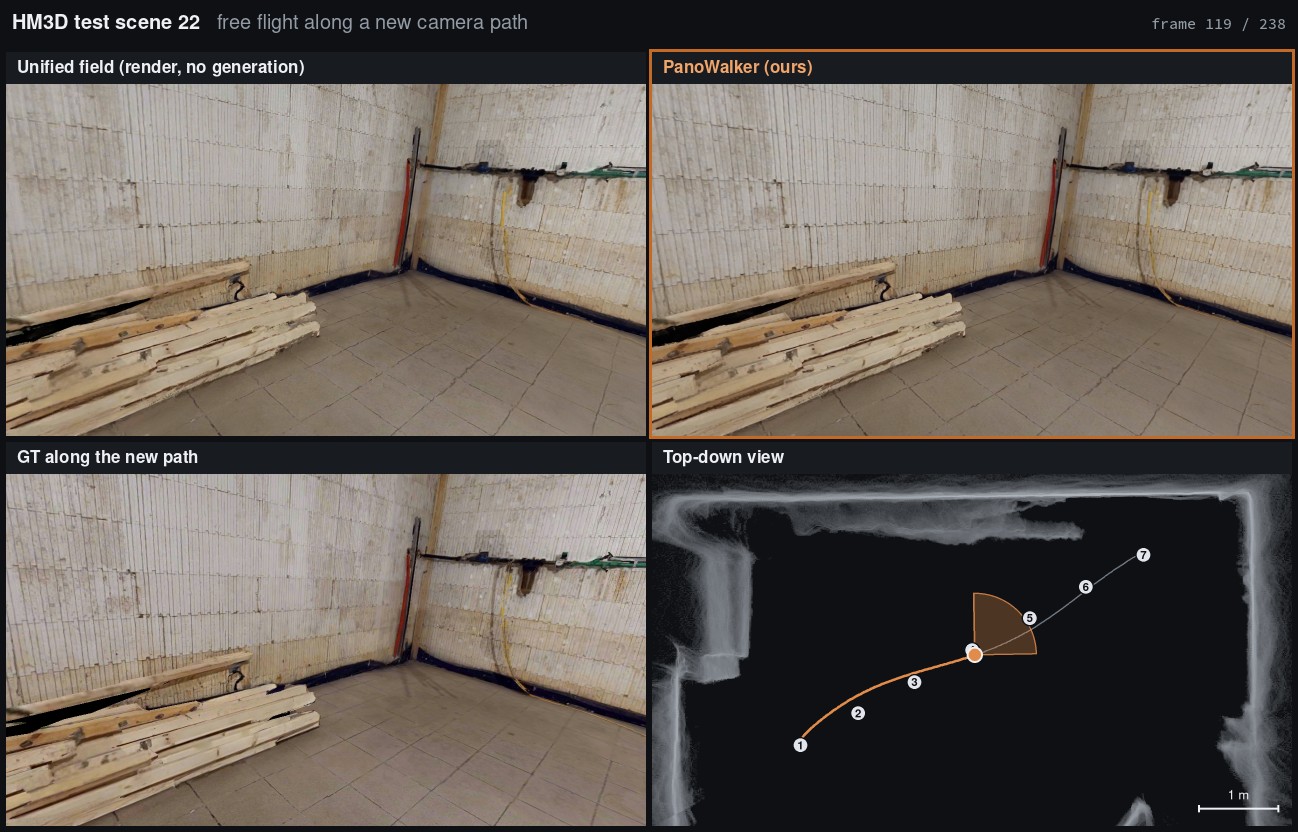 HM3D test scene 22 free flight along a new camera path frame 119 / 238
Unified field (render, no generation)
PanoWalker (ours)
GT along the new path
Top-down view
7
6
5
3
2
1
1 m